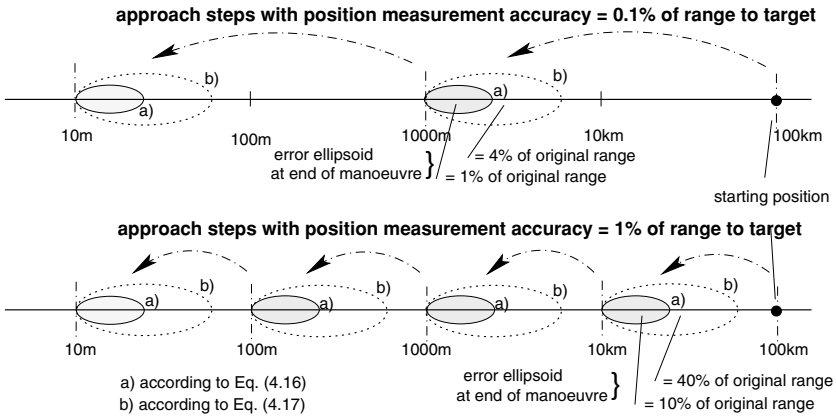 approach steps with position measurement accuracy = 0.1% of range to target
b)
b)
a)
a)
10m
100m
1000m
10km
100km
error ellipsoid
at end of manoeuvre }
= 4% of original range
= 1% of original range
starting position
approach steps with position measurement accuracy = 1% of range to target
b)
b)
b)
b)
a)
a)
a)
a)
10m
100m
1000m
10km
100km
a) according to Eq. (4.16)
b) according to Eq. (4.17)
error ellipsoid
at end of manoeuvre }
= 40% of original range
= 10% of original range